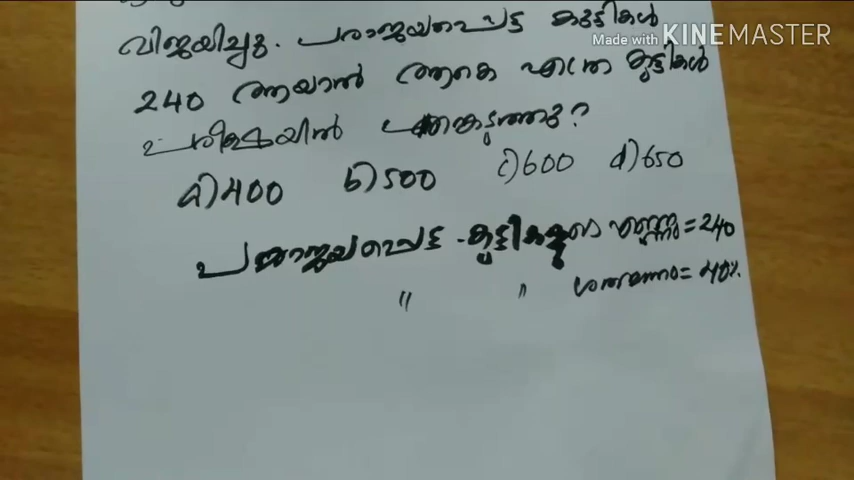 വിജയിച്ചു. പരാജയപ്പെട്ട കുട്ടികൾ
Made with KINEMASTER
240 ആയാൽ ആകെ എത്ര കുട്ടികൾ
പരീക്ഷയിൽ പങ്കെടുത്തു?
a) 400 b) 500 c) 600 d) 650
പരാജയപ്പെട്ട കുട്ടികളുടെ എണ്ണം = 240
" " ശതമാനം = 40%.